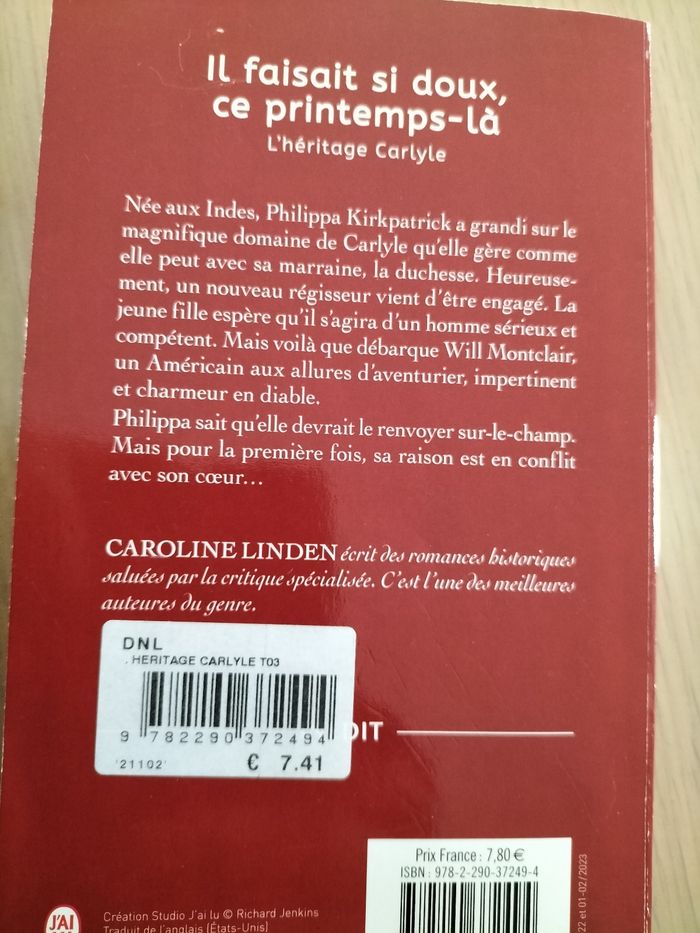 Il faisait si doux,
ce printemps-là
L'héritage Carlyle
Née aux Indes, Philippa Kirkpatrick a grandi sur le
magnifique domaine de Carlyle qu'elle gère comme
elle peut avec sa marraine, la duchesse. Heureuse-
ment, un nouveau régisseur vient d'être engagé. La
jeune fille espère qu'il s'agira d'un homme sérieux et
compétent. Mais voilà que débarque Will Montclair,
un Américain aux allures d'aventurier, impertinent
et charmeur en diable.
Philippa sait qu'elle devrait le renvoyer sur-le-champ.
Mais pour la première fois, sa raison est en conflit
avec son cœur...
CAROLINE LINDEN écrit des romances historiques
saluées par la critique spécialisée. C'est l'une des meilleures
auteures du genre.
DNL
. HERITAGE CARLYLE T03
9 782290 372494
21102
€ 7.41
DIT
Prix France : 7,80 €
ISBN : 978-2-290-37249-4
J'AI
Création Studio J'ai lu © Richard Jenkins
Traduit de l'anglais (États-Unis)
22 et 01-02/2023